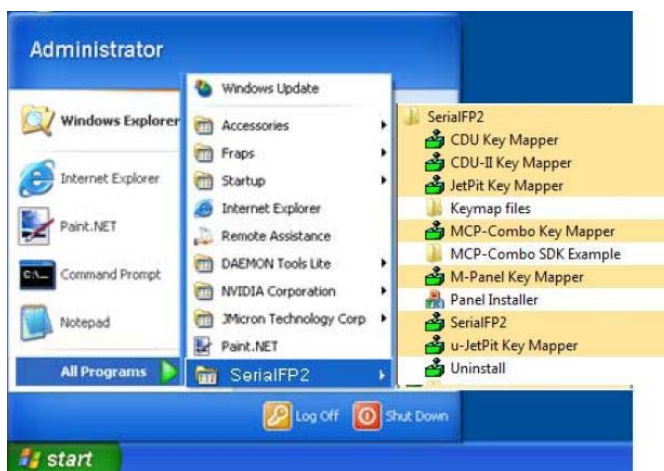 Administrator
Windows Explorer
Internet Explorer
Paint.NET
C:\_
Command Prompt
Notepad
All Programs
Windows Update
Accessories
Fraps
Startup
Internet Explorer
Remote Assistance
DAEMON Tools Lite
NVIDIA Corporation
JMicron Technology Corp
Paint.NET
SerialFP2
SerialFP2
CDU Key Mapper
CDU-II Key Mapper
JetPit Key Mapper
Keymap files
MCP-Combo Key Mapper
MCP-Combo SDK Example
M-Panel Key Mapper
Panel Installer
SerialFP2
u-JetPit Key Mapper
Uninstall
Log Off
Shut Down
start